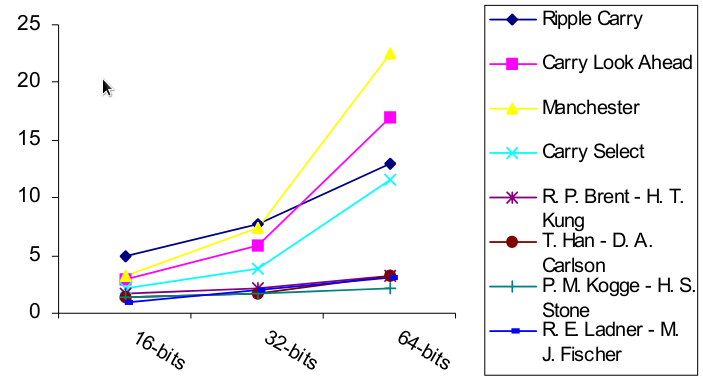 25
20
15
10
5
0
16-bits
32-bits
64-bits
Ripple Carry
Carry Look Ahead
Manchester
Carry Select
R. P. Brent - H. T.
Kung
T. Han - D. A.
Carlson
P. M. Kogge - H. S.
Stone
R. E. Ladner - M.
J. Fischer